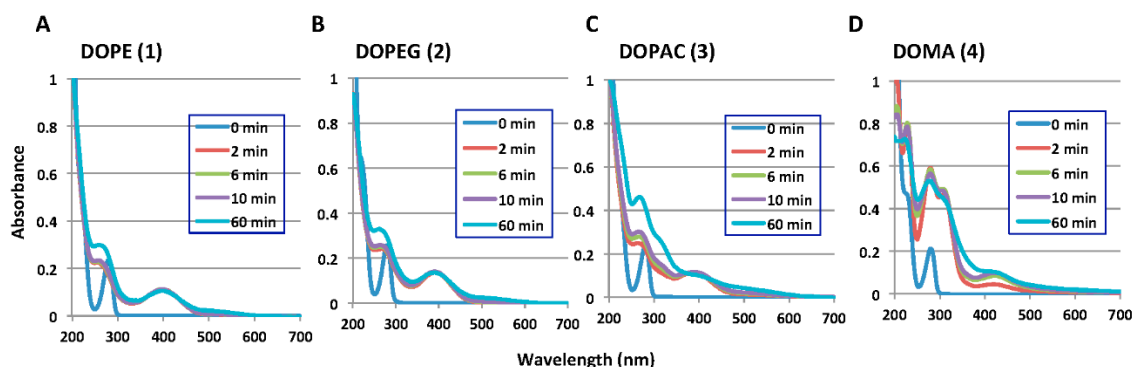 A
DOPE (1)
B
DOPEG (2)
C
DOPAC (3)
D
DOMA (4)
Absorbance
1
0.8
0.6
0.4
0.2
0
200 300 400 500 600 700
0 min
2 min
6 min
10 min
60 min
1
0.8
0.6
0.4
0.2
0
200 300 400 500 600 700
0 min
2 min
6 min
10 min
60 min
1
0.8
0.6
0.4
0.2
0
200 300 400 500 600 700
0 min
2 min
6 min
10 min
60 min
1
0.8
0.6
0.4
0.2
0
200 300 400 500 600 700
0 min
2 min
6 min
10 min
60 min
Wavelength (nm)